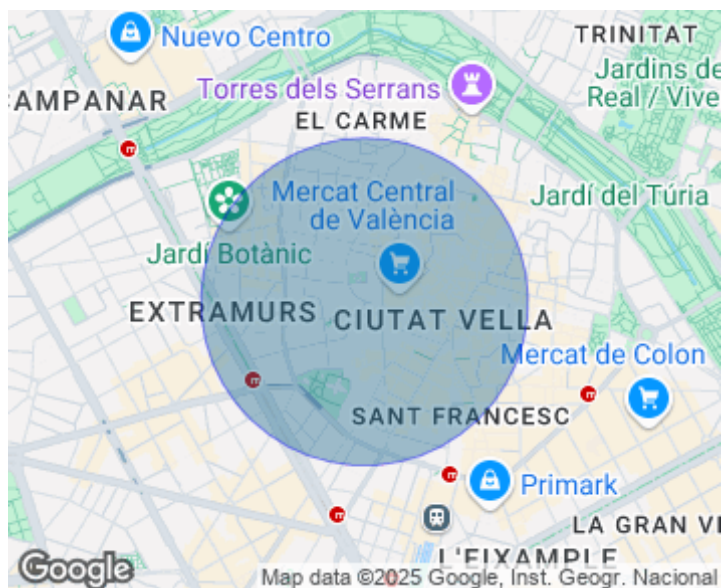 Nuevo Centro
TRINITAT
CAMPANAR
Torres dels Serrans
Jardins de
Real / Vive
EL CARME
Mercat Central
de València
Jardí del Túria
Jardí Botànic
EXTRAMURS
CIUTAT VELLA
Mercat de Colon
SANT FRANCESC
Primark
LA GRAN V
L'EIXAMPLE
Google
Map data ©2025 Google, Inst. Geogr. Nacional